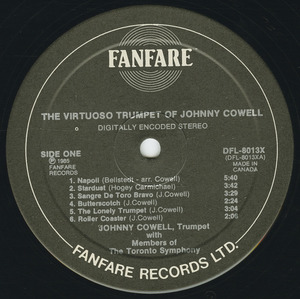 FANFARE
THE VIRTUOSO TRUMPET OF JOHNNY COWELL
DIGITALLY ENCODED STEREO
SIDE ONE
℗ 1985
FANFARE
RECORDS
DFL-8013X
(DFL-8013XA)
MADE IN
CANADA
1. Napoli (Bellstedt - arr. Cowell) 5:40
2. Stardust (Hogey Carmichael) 3:42
3. Sangre De Toro Bravo (J.Cowell) 3:29
4. Butterscotch (J.Cowell) 2:24
5. The Lonely Trumpet (J.Cowell) 3:04
6. Roller Coaster (J.Cowell) 2:06
JOHNNY COWELL, Trumpet
with
Members of
The Toronto Symphony
FANFARE RECORDS LTD.